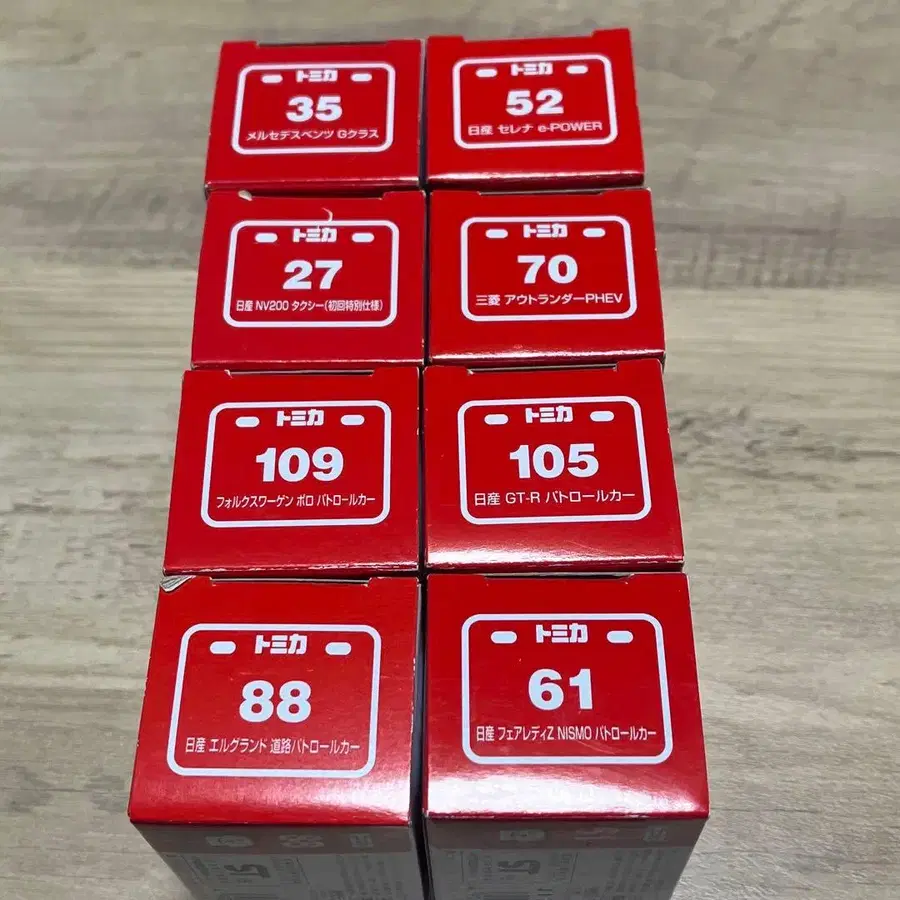 トミカ
35
メルセデスベンツ Gクラス
トミカ
52
日産 セレナ e-POWER
トミカ
27
日産 NV200 タクシー(初回特別仕様)
トミカ
70
三菱 アウトランダーPHEV
トミカ
109
フォルクスワーゲン ポロ パトロールカー
トミカ
105
日産 GT-R パトロールカー
トミカ
88
日産 エルグランド 道路パトロールカー
トミカ
61
日産 フェアレディZ NISMO パトロールカー